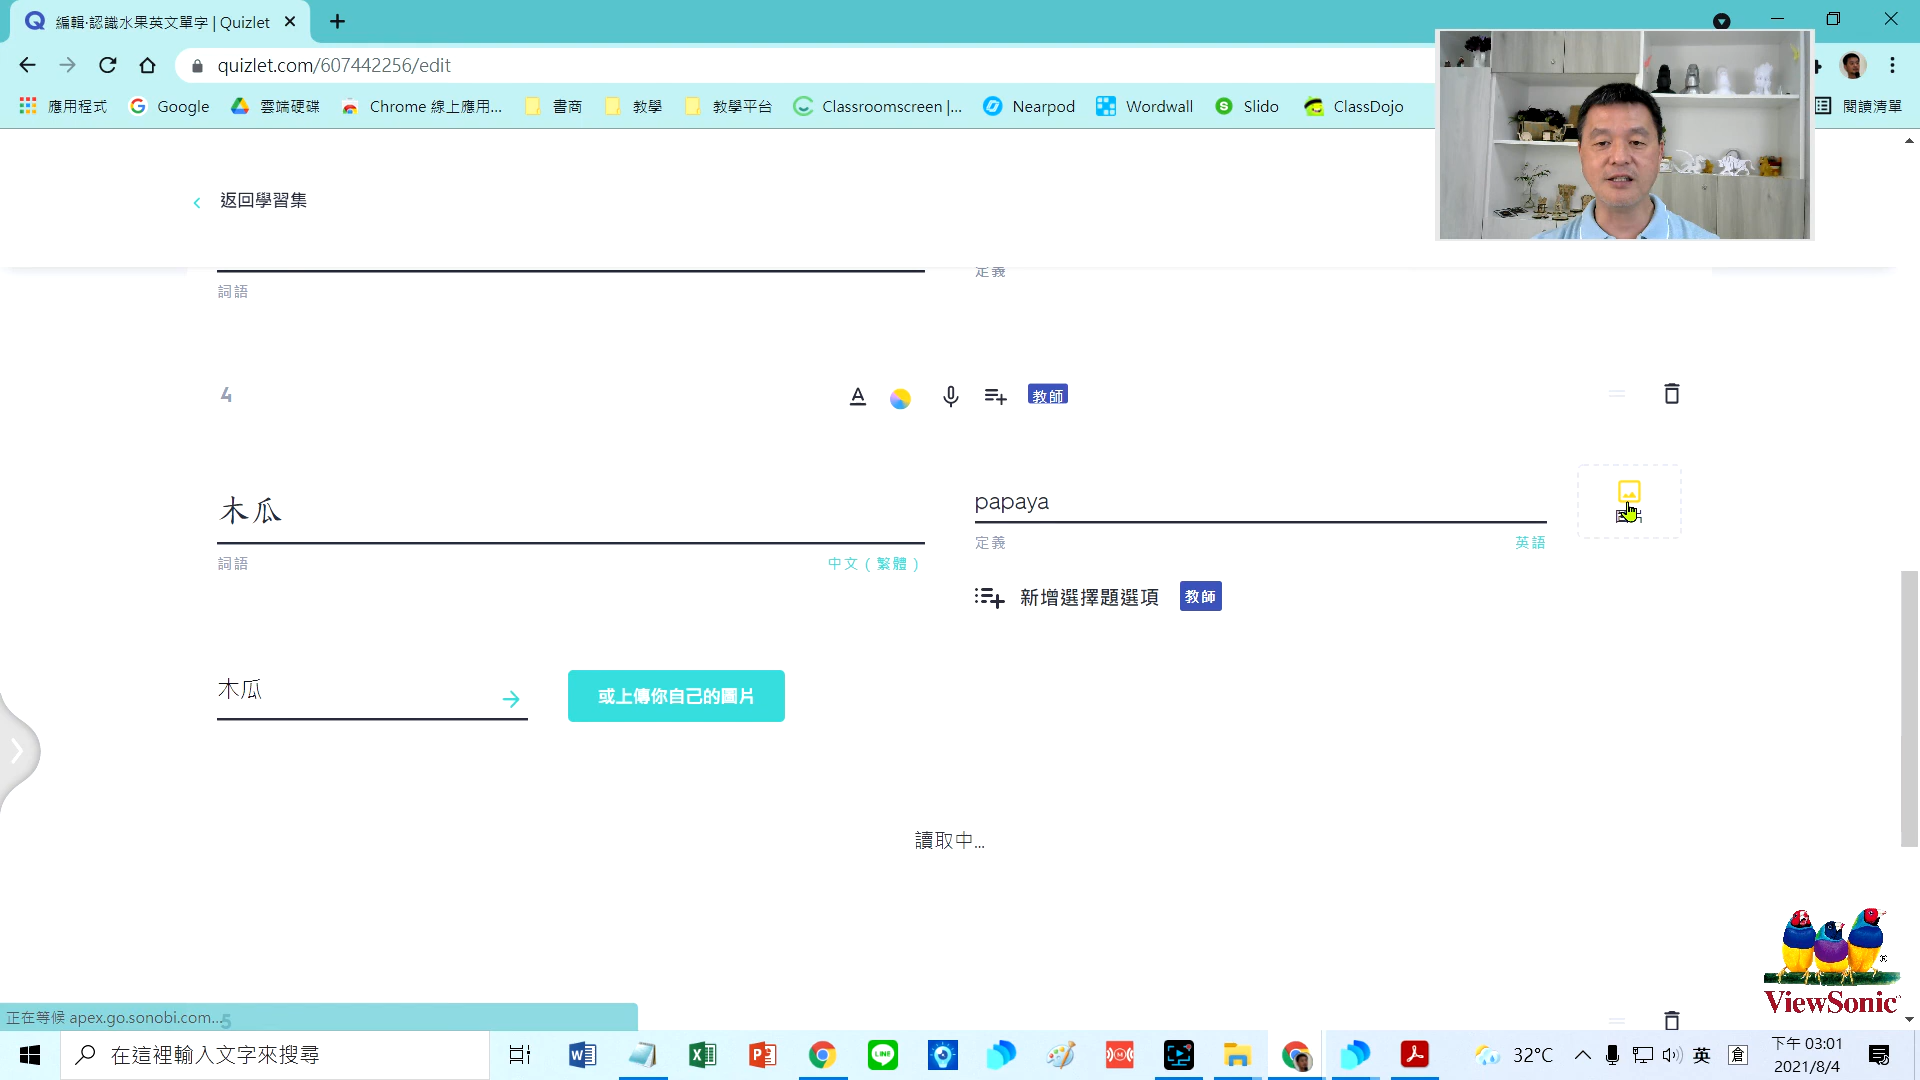 編輯·認識水果英文單字 | Quizlet
quizlet.com/607442256/edit
應用程式 Google 雲端硬碟 Chrome 線上應用... 書商 教學 教學平台 Classroomscreen |... Nearpod Wordwall Slido ClassDojo 閱讀清單
返回學習集
定義
詞語
4 教師
木瓜 papaya
詞語 中文（繁體） 定義 英語
新增選擇題選項 教師
木瓜 或上傳你自己的圖片
讀取中...
ViewSonic
正在等候 apex.go.sonobi.com...
5
在這裡輸入文字來搜尋
32°C 英 倉 下午 03:01
2021/8/4